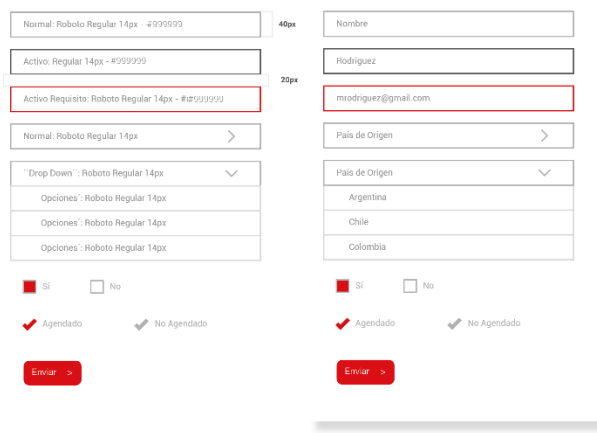 Normal: Roboto Regular 14px - #999999
40px
Activo: Regular 14px - #999999
20px
Activo Requisito: Roboto Regular 14px - ##999999
Normal: Roboto Regular 14px
´´Drop Down´´: Roboto Regular 14px
Opciones´: Roboto Regular 14px
Opciones´: Roboto Regular 14px
Opciones´: Roboto Regular 14px
Sí
No
Agendado
No Agendado
Enviar >
Nombre
Rodriguez
mrodriguez@gmail.com
País de Origen
País de Origen
Argentina
Chile
Colombia
Sí
No
Agendado
No Agendado
Enviar >